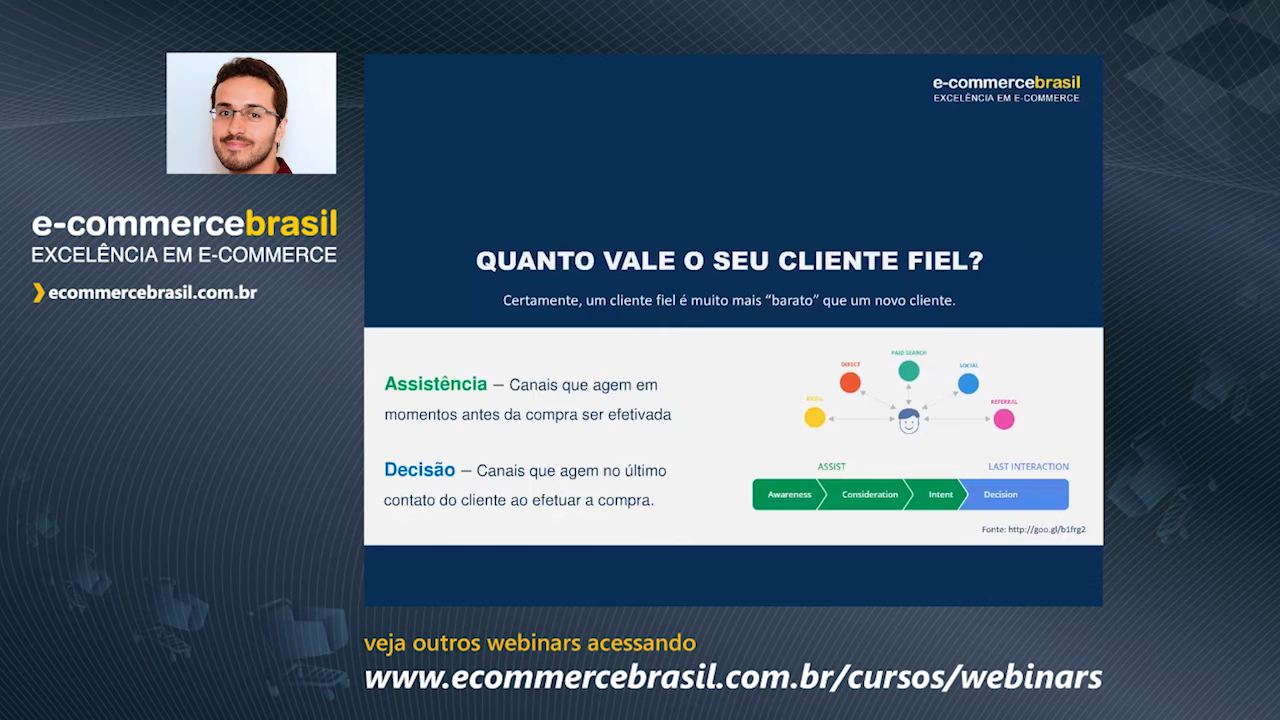 e-commercebrasil
EXCELÊNCIA EM E-COMMERCE
ecommercebrasil.com.br
e-commercebrasil
EXCELÊNCIA EM E-COMMERCE
QUANTO VALE O SEU CLIENTE FIEL?
Certamente, um cliente fiel é muito mais “barato” que um novo cliente.
Assistência – Canais que agem em
momentos antes da compra ser efetivada
Decisão – Canais que agem no último
contato do cliente ao efetuar a compra.
PAID SEARCH
DIRECT
SOCIAL
EMAIL
REFERRAL
ASSIST
LAST INTERACTION
Awareness
Consideration
Intent
Decision
Fonte: http://goo.gl/b1frg2
veja outros webinars acessando
www.ecommercebrasil.com.br/cursos/webinars